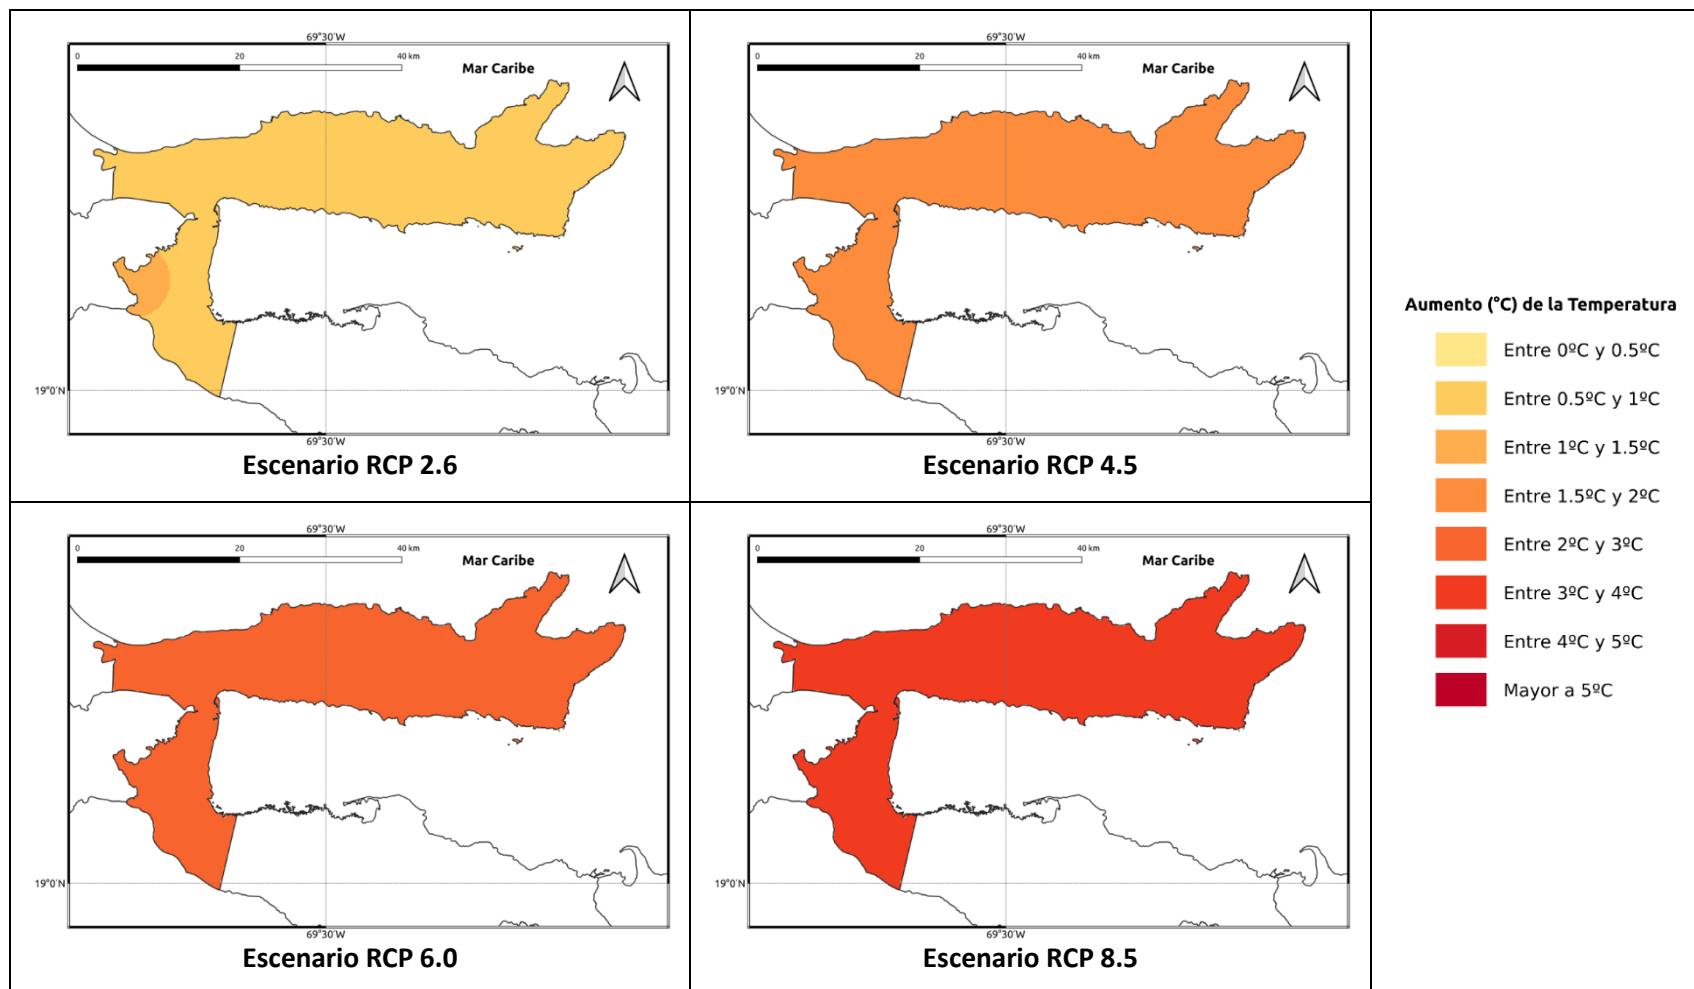 69°30'W
0 20 40 km
Mar Caribe
19°0'N
69°30'W
Escenario RCP 2.6
69°30'W
0 20 40 km
Mar Caribe
19°0'N
69°30'W
Escenario RCP 4.5
69°30'W
0 20 40 km
Mar Caribe
19°0'N
69°30'W
Escenario RCP 6.0
69°30'W
0 20 40 km
Mar Caribe
19°0'N
69°30'W
Escenario RCP 8.5
Aumento (°C) de la Temperatura
Entre 0ºC y 0.5ºC
Entre 0.5ºC y 1ºC
Entre 1ºC y 1.5ºC
Entre 1.5ºC y 2ºC
Entre 2ºC y 3ºC
Entre 3ºC y 4ºC
Entre 4ºC y 5ºC
Mayor a 5ºC